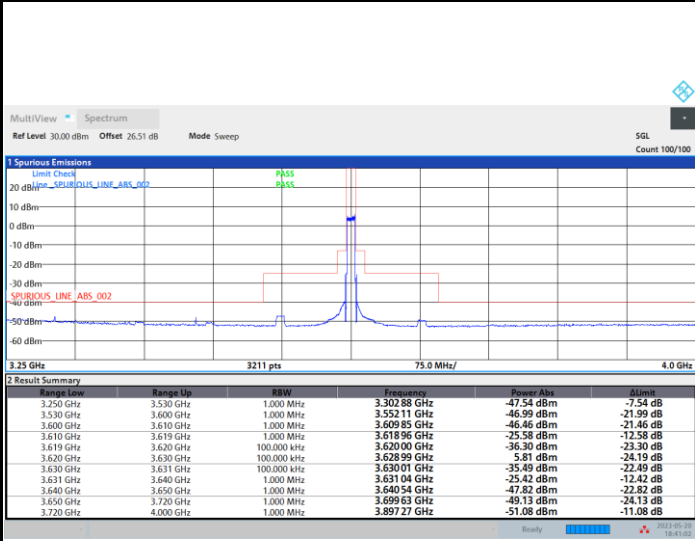 MultiView Spectrum
Ref Level 30.00 dBm Offset 26.51 dB Mode Sweep SGL
Count 100/100
1 Spurious Emissions
Limit Check PASS
20 dBm Line _SPURIOUS_LINE_ABS_002 PASS
10 dBm
0 dBm
-10 dBm
-20 dBm
-30 dBm
SPURIOUS_LINE_ABS_002
-40 dBm
-50 dBm
-60 dBm
3.25 GHz 3211 pts 75.0 MHz/ 4.0 GHz
2 Result Summary
Range Low Range Up RBW Frequency Power Abs ΔLimit
3.250 GHz 3.530 GHz 1.000 MHz 3.302 88 GHz -47.54 dBm -7.54 dB
3.530 GHz 3.600 GHz 1.000 MHz 3.552 11 GHz -46.99 dBm -21.99 dB
3.600 GHz 3.610 GHz 1.000 MHz 3.609 85 GHz -46.46 dBm -21.46 dB
3.610 GHz 3.619 GHz 1.000 MHz 3.618 96 GHz -25.58 dBm -12.58 dB
3.619 GHz 3.620 GHz 100.000 kHz 3.620 00 GHz -36.30 dBm -23.30 dB
3.620 GHz 3.630 GHz 100.000 kHz 3.628 99 GHz 5.81 dBm -24.19 dB
3.630 GHz 3.631 GHz 100.000 kHz 3.630 01 GHz -35.49 dBm -22.49 dB
3.631 GHz 3.640 GHz 1.000 MHz 3.631 04 GHz -25.42 dBm -12.42 dB
3.640 GHz 3.650 GHz 1.000 MHz 3.640 54 GHz -47.82 dBm -22.82 dB
3.650 GHz 3.720 GHz 1.000 MHz 3.699 63 GHz -49.13 dBm -24.13 dB
3.720 GHz 4.000 GHz 1.000 MHz 3.897 27 GHz -51.08 dBm -11.08 dB
Ready 2023-05-20
18:41:02